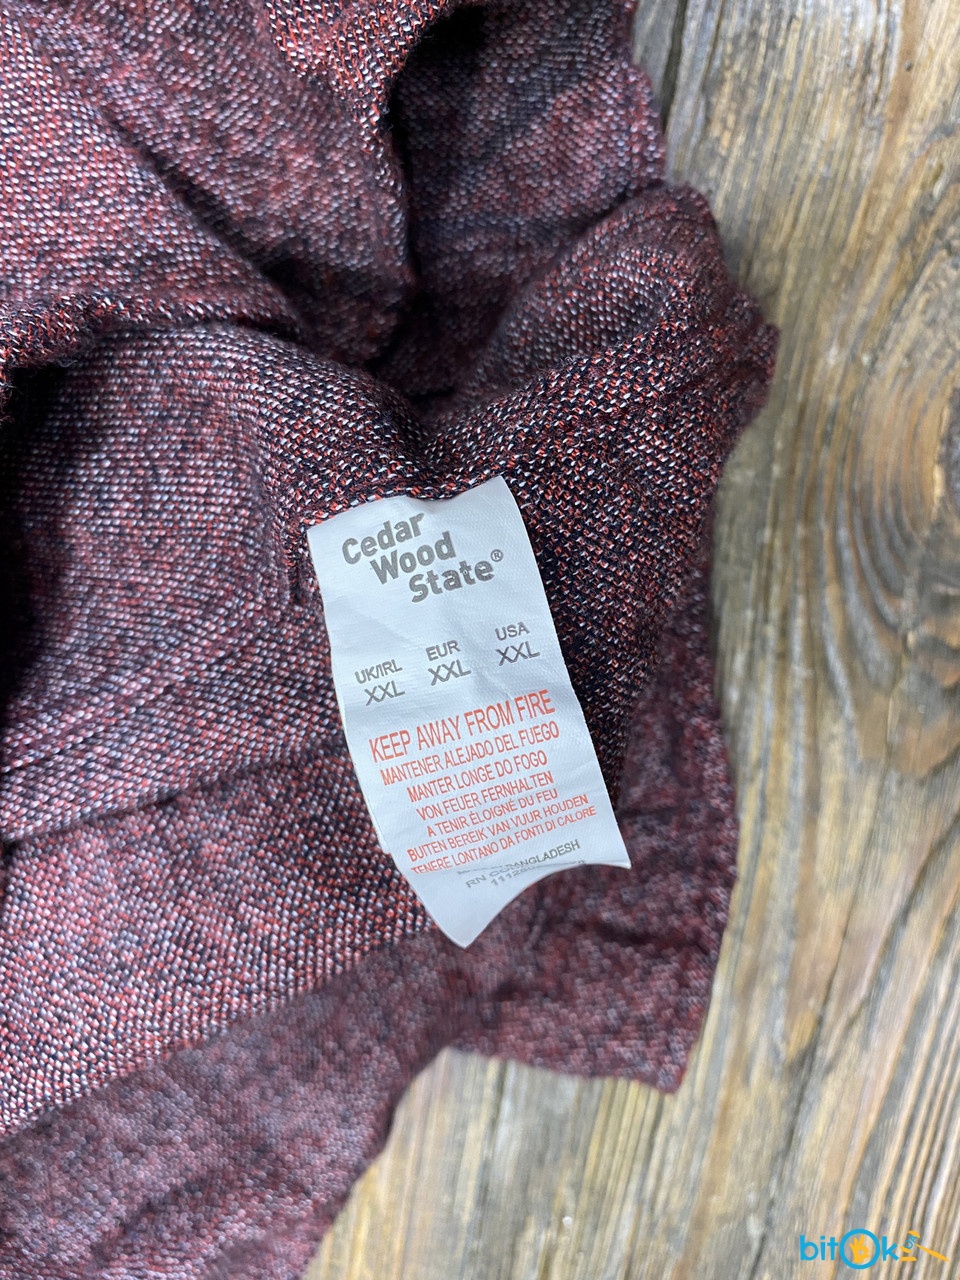 Cedar
Wood
State®
UK/IRL EUR USA
XXL XXL XXL
KEEP AWAY FROM FIRE
MANTENER ALEJADO DEL FUEGO
MANTER LONGE DO FOGO
VON FEUER FERNHALTEN
A TENIR ÉLOIGNÉ DU FEU
BUITEN BEREIK VAN VUUR HOUDEN
TENERE LONTANO DA FONTI DI CALORE
BANGLADESH
RN
bitOk